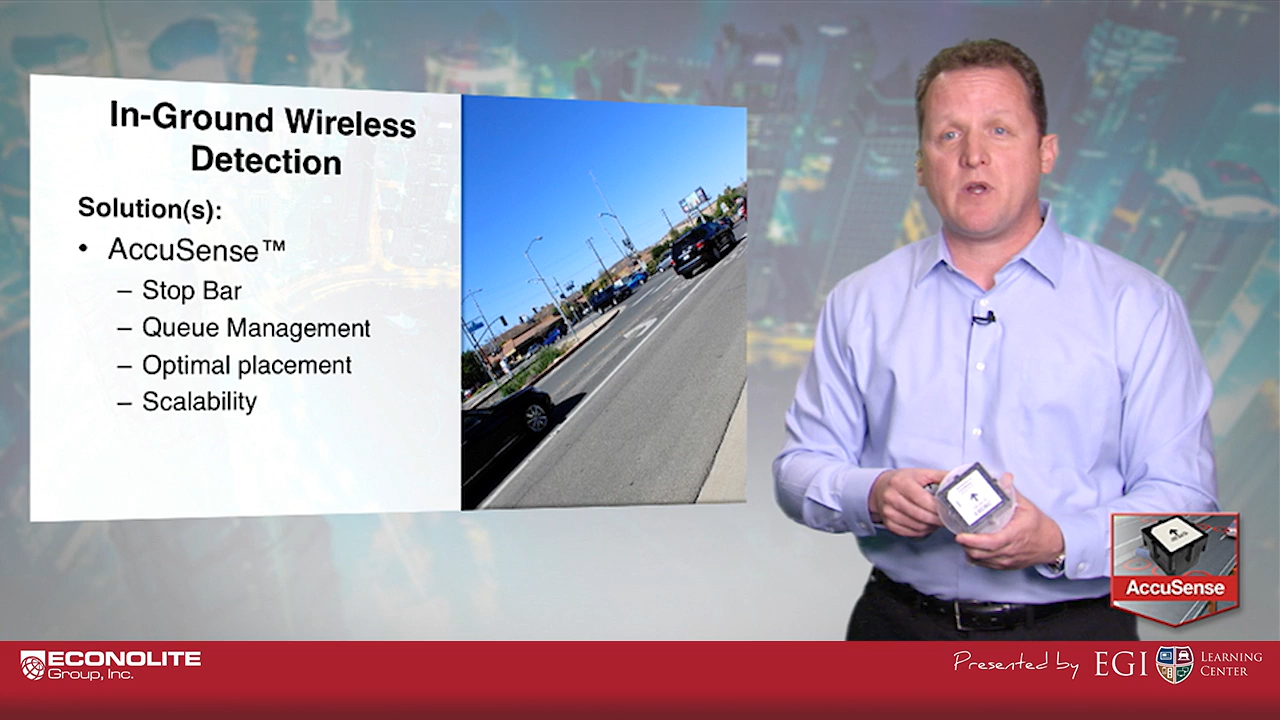 In-Ground Wireless
Detection
Solution(s):
• AccuSense™
– Stop Bar
– Queue Management
– Optimal placement
– Scalability
AccuSense
ECONOLITE
Group, Inc.
Presented by EGI LEARNING
CENTER